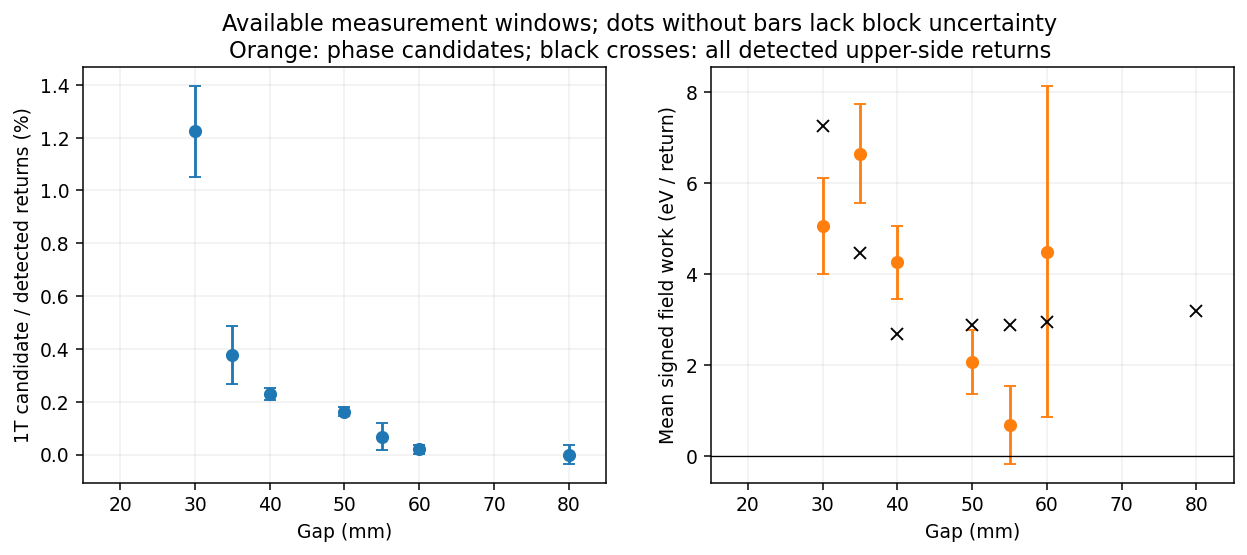 Available measurement windows; dots without bars lack block uncertainty
Orange: phase candidates; black crosses: all detected upper-side returns
1T candidate / detected returns (%)
1.4
1.2
1.0
0.8
0.6
0.4
0.2
0.0
20 30 40 50 60 70 80
Gap (mm)
Mean signed field work (eV / return)
8
6
4
2
0
20 30 40 50 60 70 80
Gap (mm)